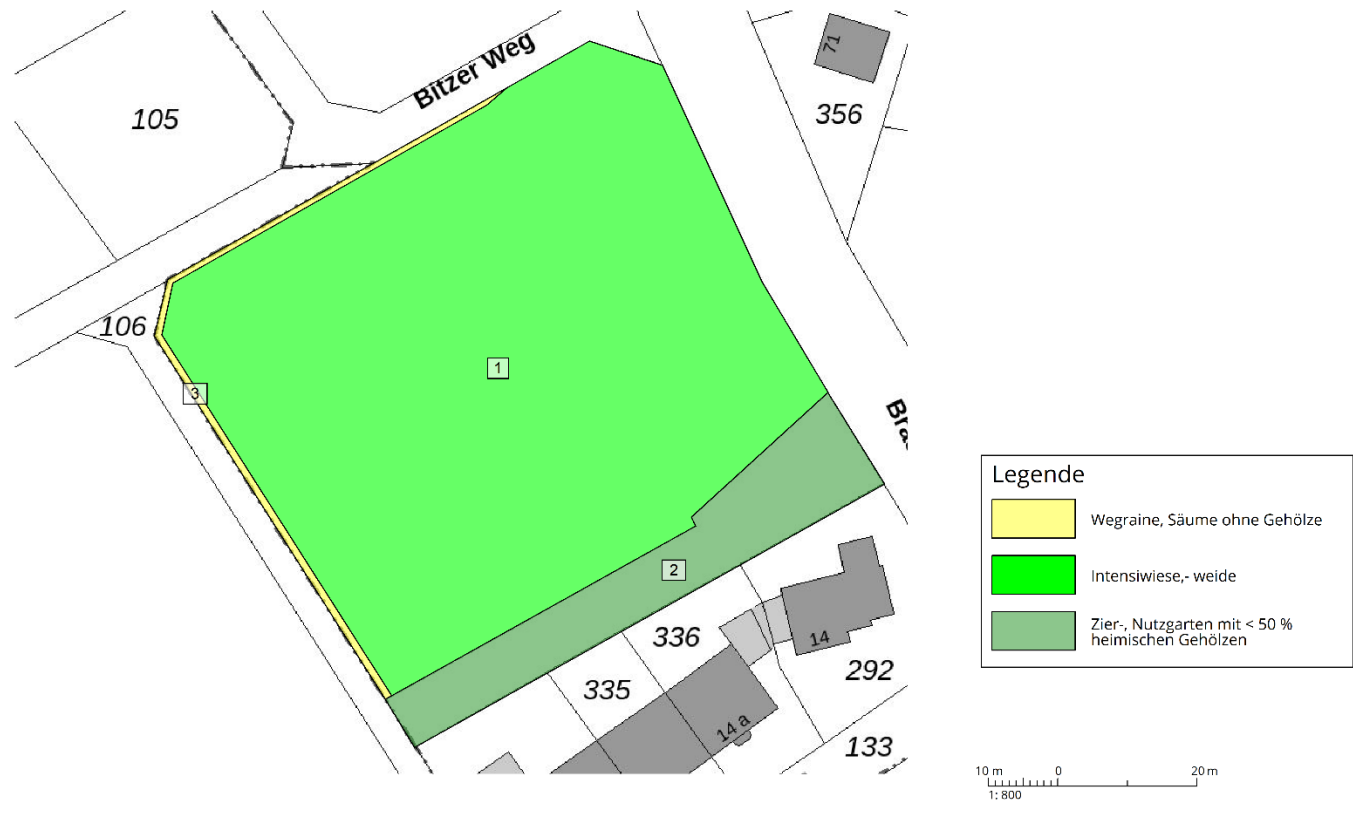 Bitzer Weg
71
105
356
106
1
3
Bra
2
336
14
335
292
14 a
133
Legende
Wegraine, Säume ohne Gehölze
Intensiwiese,- weide
Zier-, Nutzgarten mit < 50 %
heimischen Gehölzen
10 m 0 20 m
1: 800